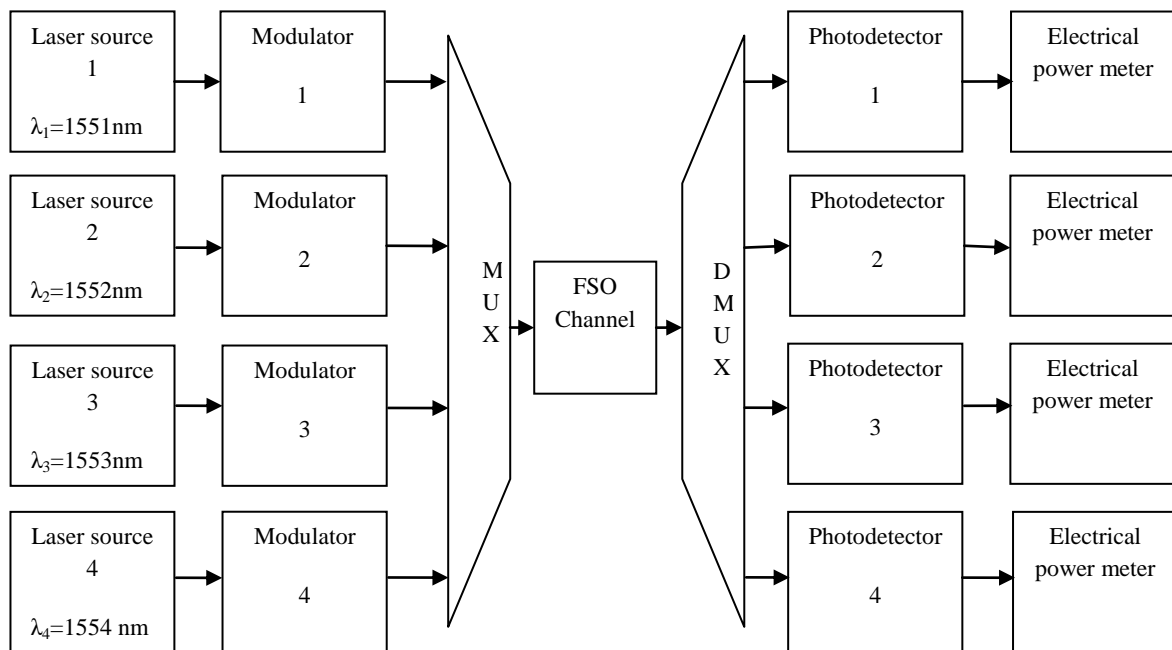 Laser source
1
λ₁=1551nm
Modulator
1
Laser source
2
λ₂=1552nm
Modulator
2
Laser source
3
λ₃=1553nm
Modulator
3
Laser source
4
λ₄=1554 nm
Modulator
4
M
U
X
FSO
Channel
D
M
U
X
Photodetector
1
Electrical
power meter
Photodetector
2
Electrical
power meter
Photodetector
3
Electrical
power meter
Photodetector
4
Electrical
power meter